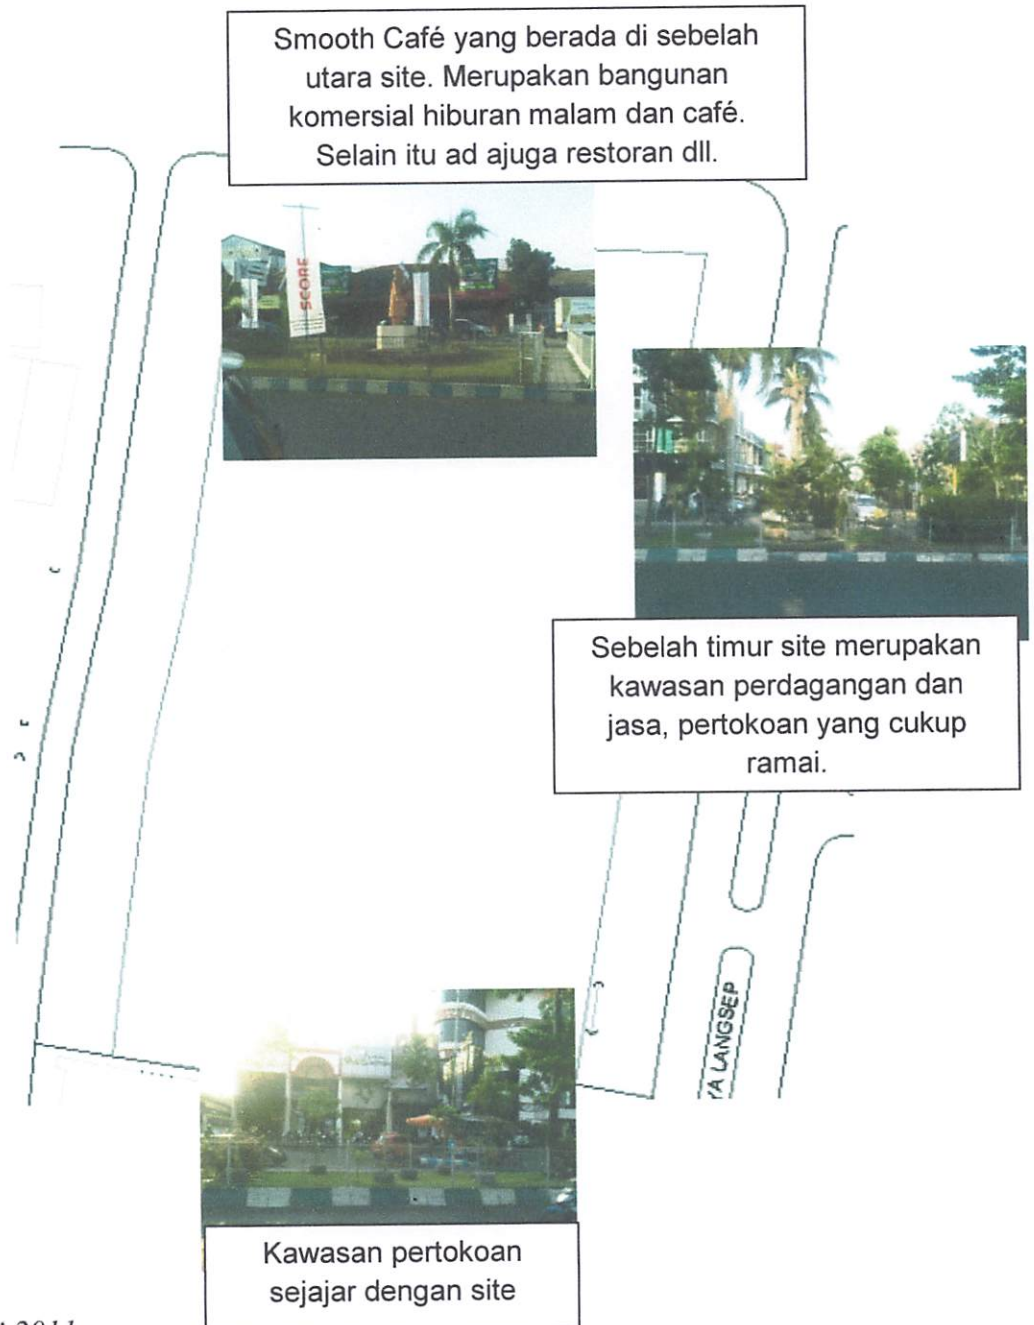 Smooth Café yang berada di sebelah
utara site. Merupakan bangunan
komersial hiburan malam dan café.
Selain itu ad ajuga restoran dll.
SCORE
Sebelah timur site merupakan
kawasan perdagangan dan
jasa, pertokoan yang cukup
ramai.
YA LANGSEP
Kawasan pertokoan
sejajar dengan site